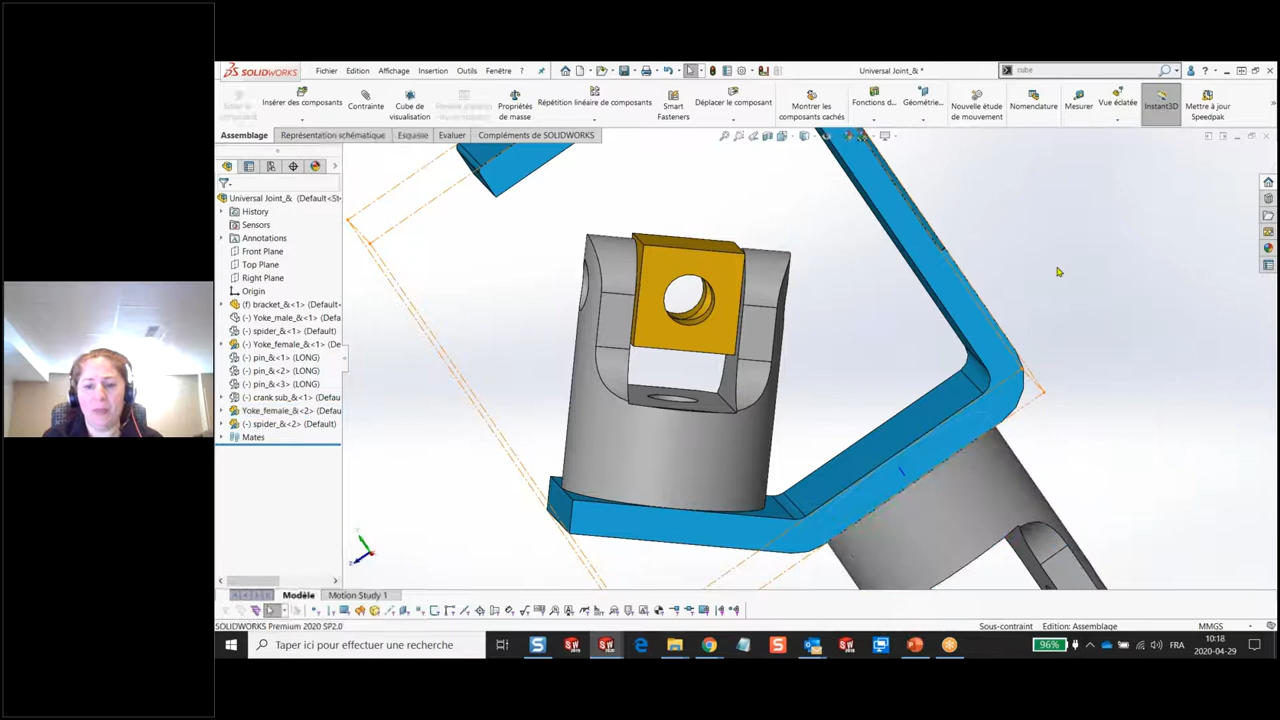 SOLIDWORKS
Fichier Edition Affichage Insertion Outils Fenêtre ?
Universal Joint_& *
cube
Insérer des composants
Contrainte
Cube de visualisation
Propriétés de masse
Répétition linéaire de composants
Smart Fasteners
Déplacer le composant
Montrer les composants cachés
Fonctions d...
Géométrie...
Nouvelle étude de mouvement
Nomenclature
Mesurer
Vue éclatée
Instant3D
Mettre à jour Speedpak
Assemblage Représentation schématique Esquisse Evaluer Compléments de SOLIDWORKS
Universal Joint_& (Default<St
History
Sensors
Annotations
Front Plane
Top Plane
Right Plane
Origin
(f) bracket_&<1> (Default
(-) Yoke_male_&<1> (Defa
(-) spider_&<1> (Default)
(-) Yoke_female_&<1> (De
(-) pin_&<1> (LONG)
(-) pin_&<2> (LONG)
(-) pin_&<3> (LONG)
(-) crank sub_&<1> (Defau
Yoke_female_&<2> (Defau
(-) spider_&<2> (Default)
Mates
Modèle Motion Study 1
SOLIDWORKS Premium 2020 SP2.0
Sous-contraint Edition: Assemblage MMGS
Taper ici pour effectuer une recherche
96% FRA 10:18
2020-04-29